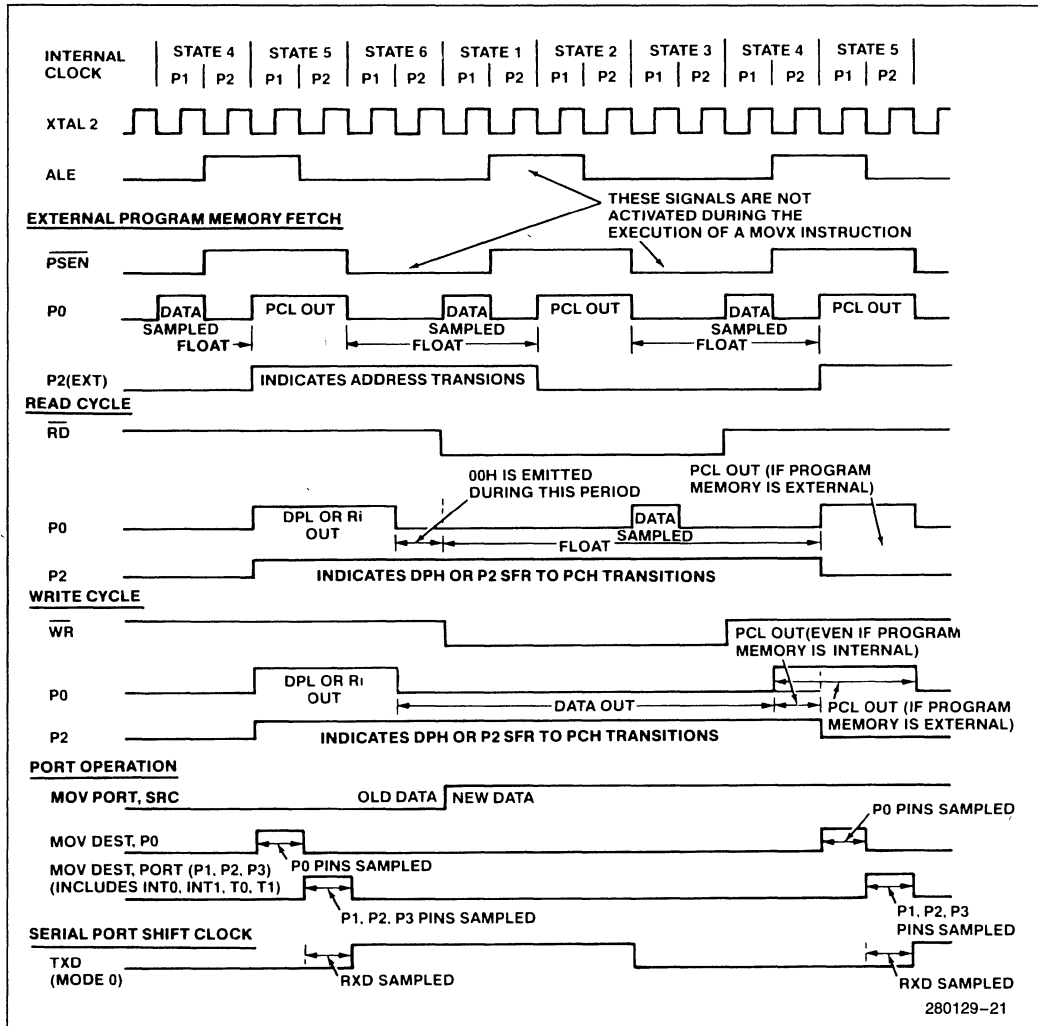 INTERNAL CLOCK
STATE 4 STATE 5 STATE 6 STATE 1 STATE 2 STATE 3 STATE 4 STATE 5
P1 P2 P1 P2 P1 P2 P1 P2 P1 P2 P1 P2 P1 P2 P1 P2
XTAL 2
ALE
THESE SIGNALS ARE NOT
ACTIVATED DURING THE
EXECUTION OF A MOVX INSTRUCTION
EXTERNAL PROGRAM MEMORY FETCH
PSEN
P0
DATA PCL OUT DATA PCL OUT DATA PCL OUT
SAMPLED SAMPLED SAMPLED
FLOAT FLOAT FLOAT
P2(EXT)
INDICATES ADDRESS TRANSIONS
READ CYCLE
RD
00H IS EMITTED
DURING THIS PERIOD
PCL OUT (IF PROGRAM
MEMORY IS EXTERNAL)
P0
DPL OR Ri
OUT
DATA
SAMPLED
FLOAT
P2
INDICATES DPH OR P2 SFR TO PCH TRANSITIONS
WRITE CYCLE
WR
PCL OUT(EVEN IF PROGRAM
MEMORY IS INTERNAL)
P0
DPL OR Ri
OUT
DATA OUT
PCL OUT (IF PROGRAM
MEMORY IS EXTERNAL)
P2
INDICATES DPH OR P2 SFR TO PCH TRANSITIONS
PORT OPERATION
MOV PORT, SRC
OLD DATA NEW DATA
P0 PINS SAMPLED
MOV DEST, P0
P0 PINS SAMPLED
MOV DEST, PORT (P1, P2, P3)
(INCLUDES INT0, INT1, T0, T1)
P1, P2, P3 PINS SAMPLED
P1, P2, P3
PINS SAMPLED
SERIAL PORT SHIFT CLOCK
TXD
(MODE 0)
RXD SAMPLED
RXD SAMPLED
280129-21